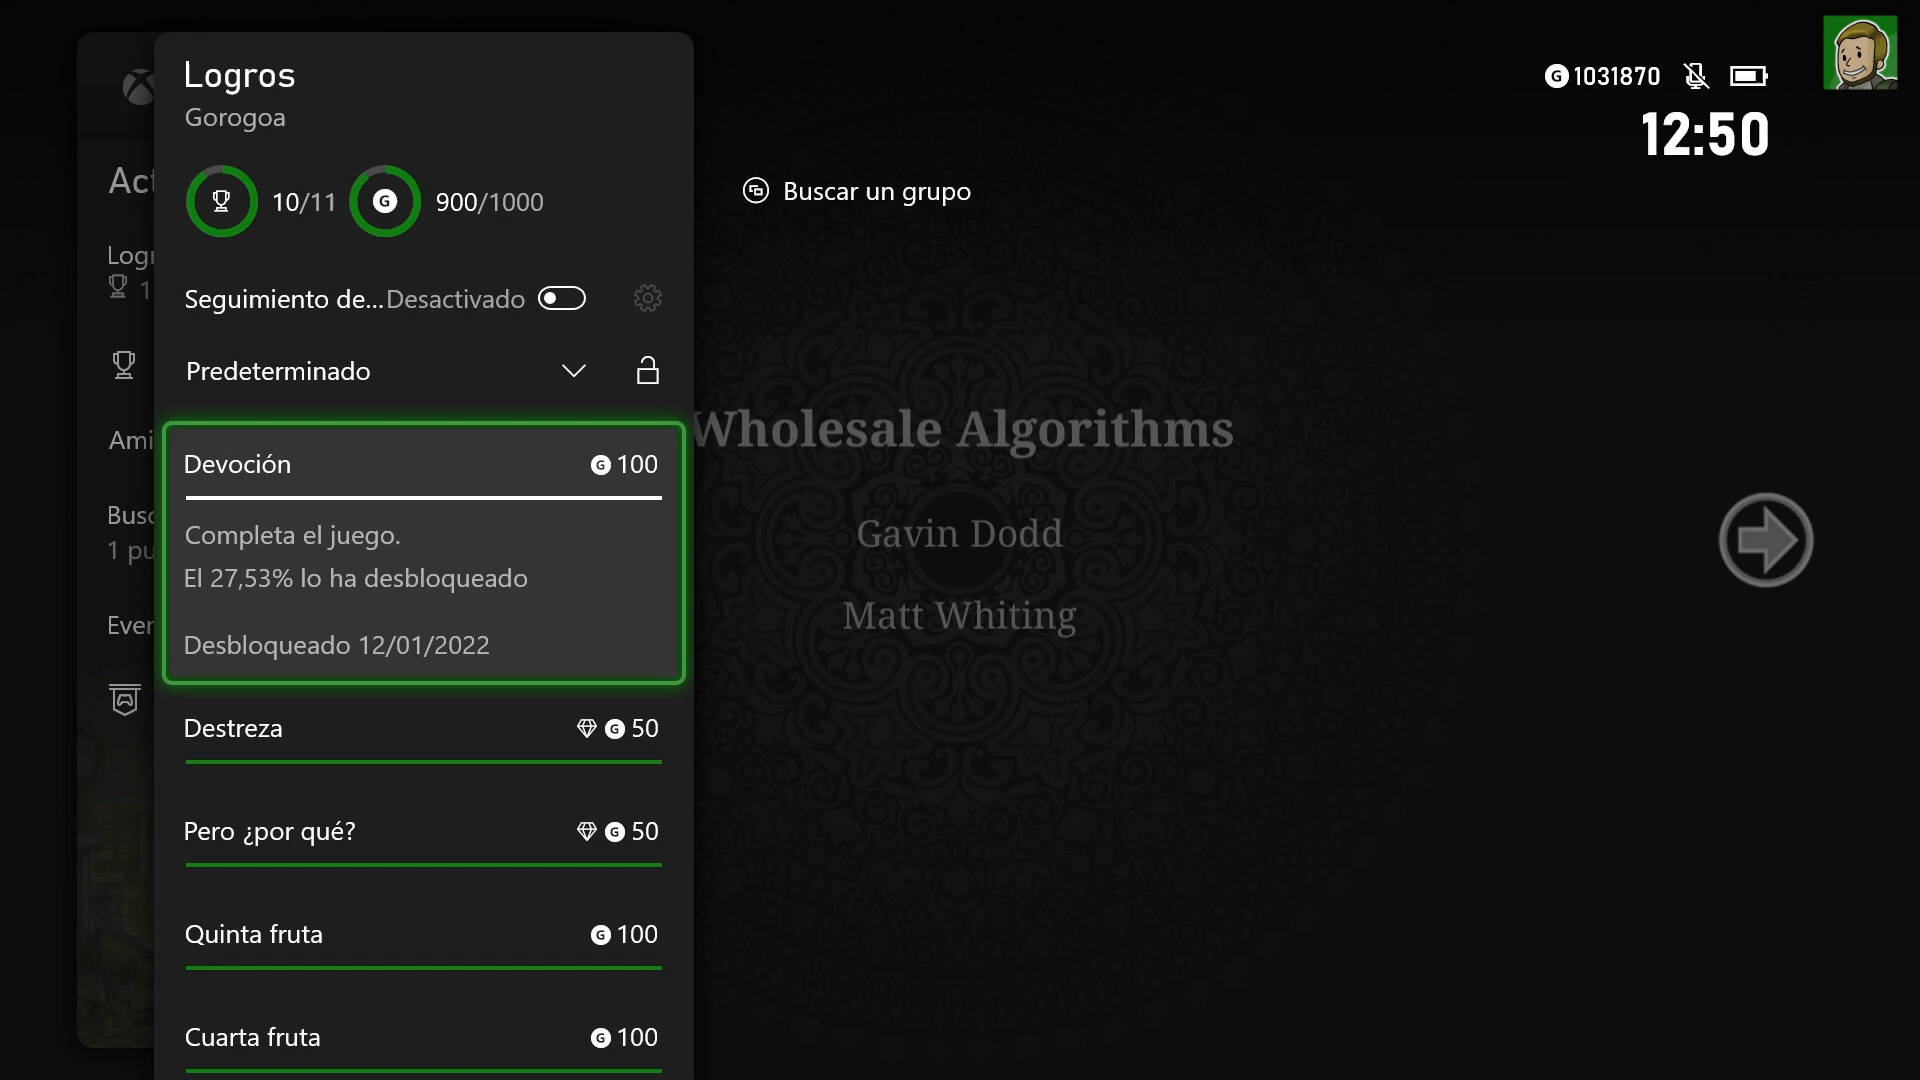 Logros
Gorogoa
10/11
G
900/1000
Seguimiento de...
Desactivado
Predeterminado
Devoción
G 100
Completa el juego.
El 27,53% lo ha desbloqueado
Desbloqueado 12/01/2022
Destreza
G 50
Pero ¿por qué?
G 50
Quinta fruta
G 100
Cuarta fruta
G 100
Act
Logr
1
Ami
Busc
1 pu
Ever
Buscar un grupo
G 1031870
12:50
Wholesale Algorithms
Gavin Dodd
Matt Whiting